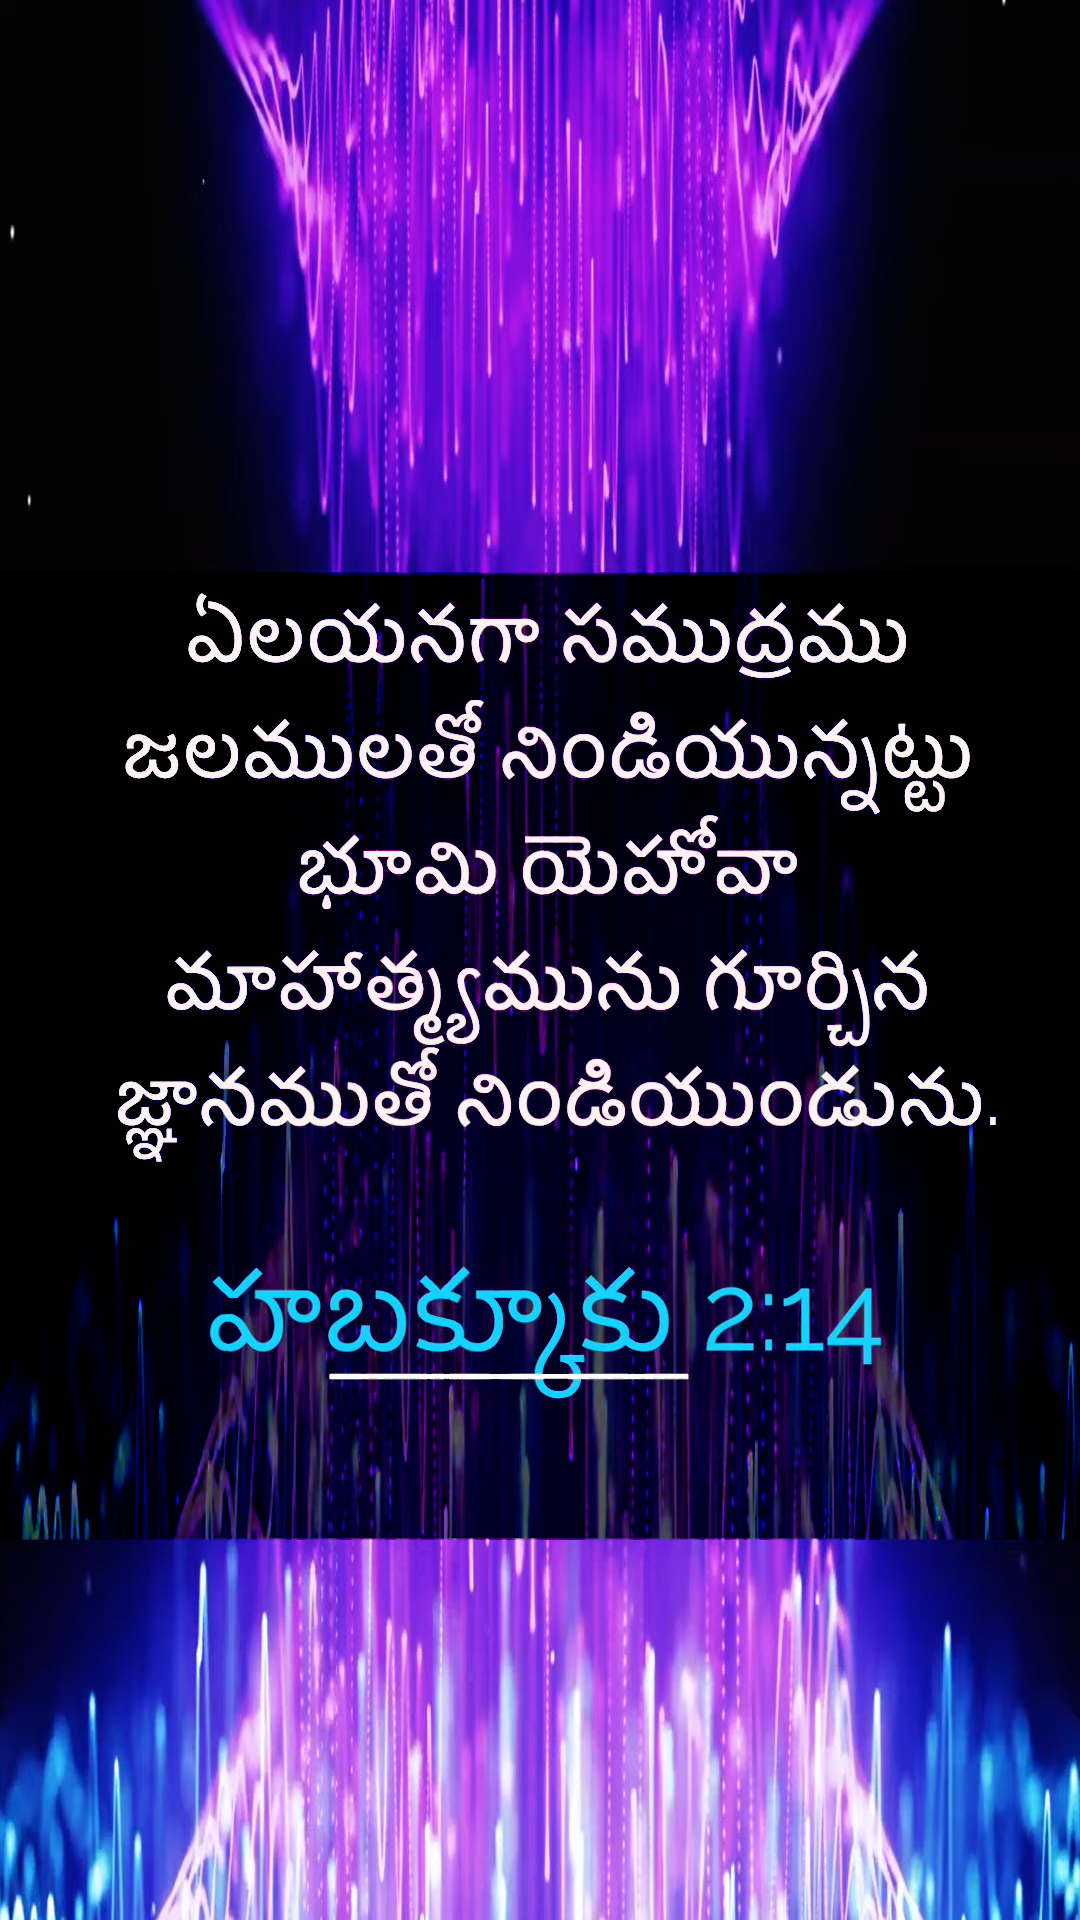 ఏలయనగా సముద్రము
జలములతో నిండియున్నట్టు
భూమి యెహోవా
మాహాత్మ్యమును గూర్చిన
జ్ఞానముతో నిండియుండును.
హబక్కూకు 2:14